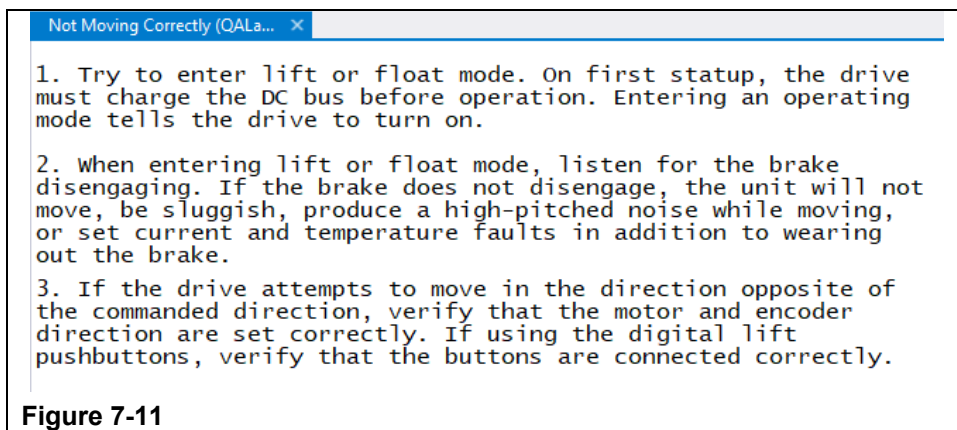 Not Moving Correctly (QALa... ×
1. Try to enter lift or float mode. On first statup, the drive
must charge the DC bus before operation. Entering an operating
mode tells the drive to turn on.
2. When entering lift or float mode, listen for the brake
disengaging. If the brake does not disengage, the unit will not
move, be sluggish, produce a high-pitched noise while moving,
or set current and temperature faults in addition to wearing
out the brake.
3. If the drive attempts to move in the direction opposite of
the commanded direction, verify that the motor and encoder
direction are set correctly. If using the digital lift
pushbuttons, verify that the buttons are connected correctly.
Figure 7-11